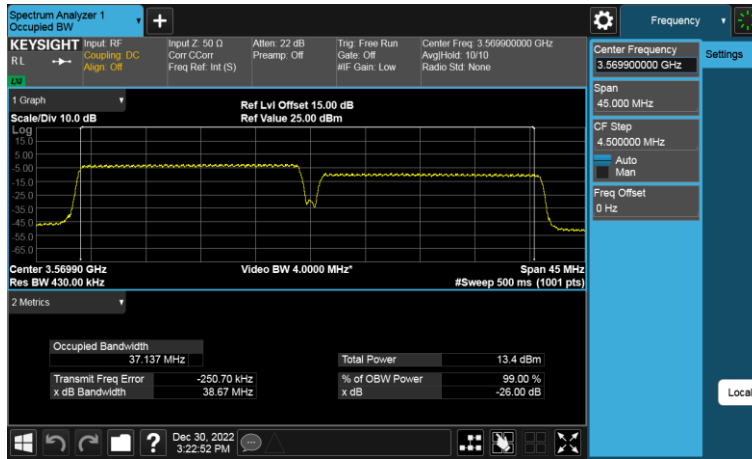 Spectrum Analyzer 1
Occupied BW
Frequency
KEYSIGHT
RL
LXI
Input: RF
Coupling: DC
Align: Off
Input Z: 50 Ω
Corr CCorr
Freq Ref: Int (S)
Atten: 22 dB
Preamp: Off
Trig: Free Run
Gate: Off
#IF Gain: Low
Center Freq: 3.569900000 GHz
Avg|Hold: 10/10
Radio Std: None
Center Frequency
3.569900000 GHz
Settings
Span
45.000 MHz
CF Step
4.500000 MHz
Auto
Man
Freq Offset
0 Hz
1 Graph
Scale/Div 10.0 dB
Ref Lvl Offset 15.00 dB
Ref Value 25.00 dBm
Log
15.0
5.00
-5.00
-15.0
-25.0
-35.0
-45.0
-55.0
-65.0
Center 3.56990 GHz
Video BW 4.0000 MHz*
Span 45 MHz
Res BW 430.00 kHz
#Sweep 500 ms (1001 pts)
2 Metrics
Occupied Bandwidth
37.137 MHz
Total Power 13.4 dBm
Transmit Freq Error -250.70 kHz
% of OBW Power 99.00 %
x dB Bandwidth 38.67 MHz
x dB -26.00 dB
Local
?
Dec 30, 2022
3:22:52 PM